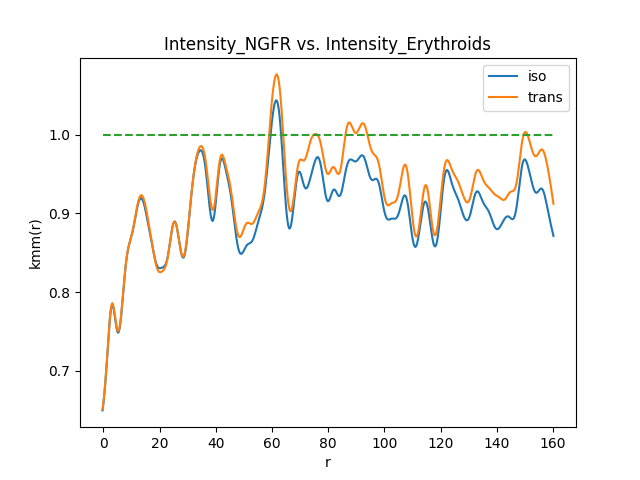 Intensity_NGFR vs. Intensity_Erythroids
iso
trans
kmm(r)
1.0
0.9
0.8
0.7
0 20 40 60 80 100 120 140 160
r